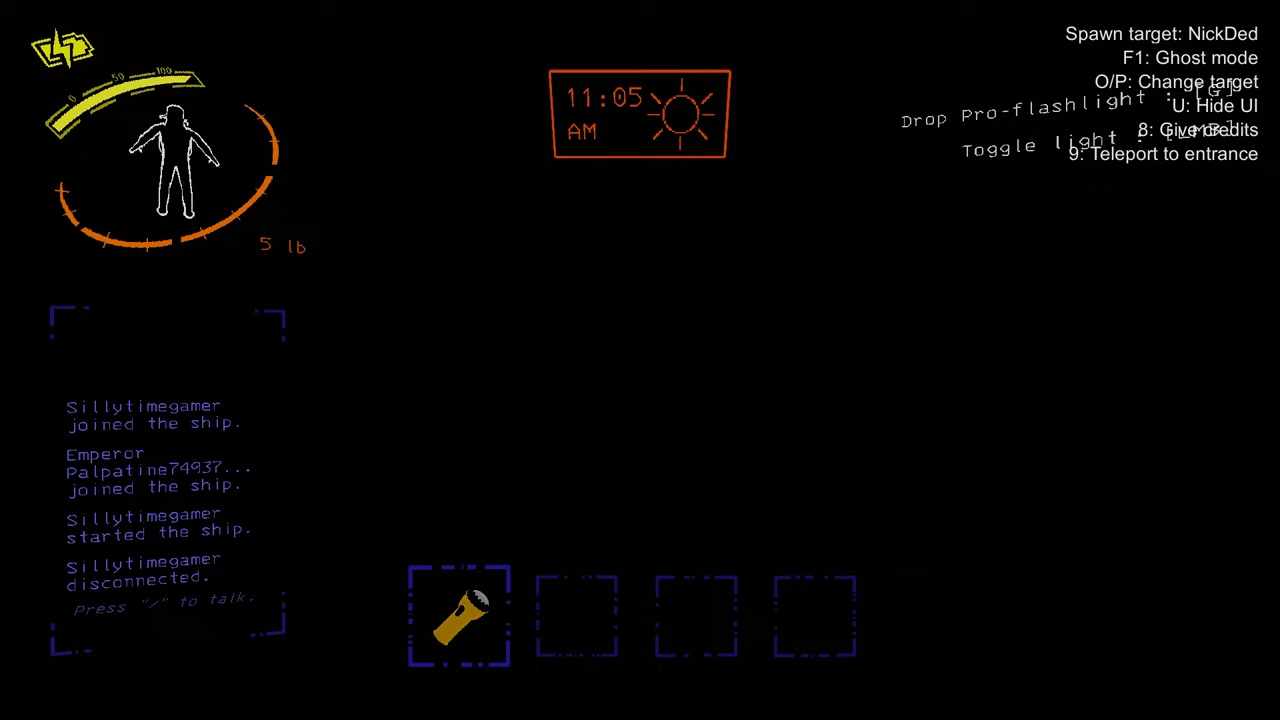 0 50 100
11:05
AM
5 lb
Spawn target: NickDed
F1: Ghost mode
O/P: Change target
U: Hide UI
8: Give credits
9: Teleport to entrance
Drop Pro-flashlight : [G]
Toggle light : [LMB]
Sillytimegamer
joined the ship.
Emperor
Palpatine74937...
joined the ship.
Sillytimegamer
started the ship.
Sillytimegamer
disconnected.
Press "/" to talk.